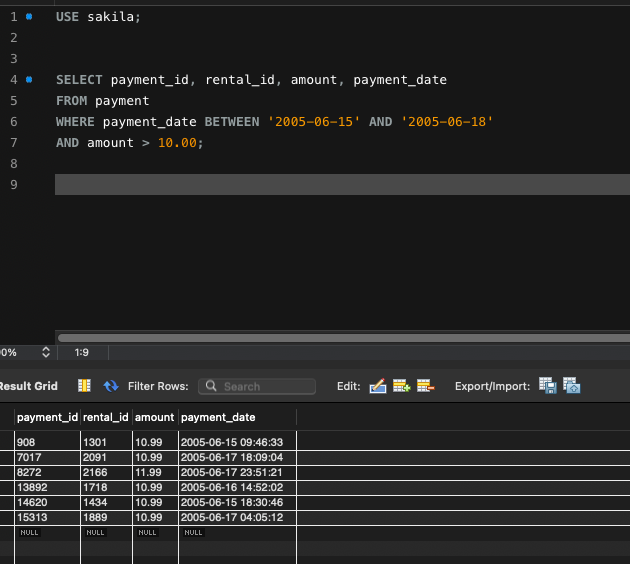 1 USE sakila;
2
3
4 SELECT payment_id, rental_id, amount, payment_date
5 FROM payment
6 WHERE payment_date BETWEEN '2005-06-15' AND '2005-06-18'
7 AND amount > 10.00;
8
9
0% 1:9
Result Grid Filter Rows: Search Edit: Export/Import:
payment_id rental_id amount payment_date
908 1301 10.99 2005-06-15 09:46:33
7017 2091 10.99 2005-06-17 18:09:04
8272 2166 11.99 2005-06-17 23:51:21
13892 1718 10.99 2005-06-16 14:52:02
14620 1434 10.99 2005-06-15 18:30:46
15313 1889 10.99 2005-06-17 04:05:12
NULL NULL NULL NULL